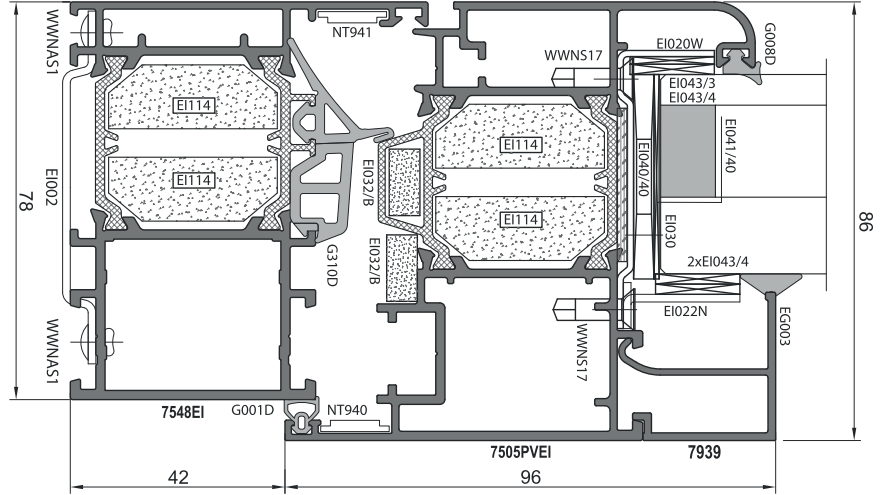 NT941
WWNAS1
WWNS17
EI020W
G008D
EI114
EI114
EI043/3
EI043/4
EI114
EI114
EI041/40
EI040/40
EI002
78
EI032/B
EI032/B
G310D
EI030
86
2xEI043/4
EI022N
EG003
WWNAS1
WWNS17
7548EI
G001D
NT940
7505PVEI
7939
42
96